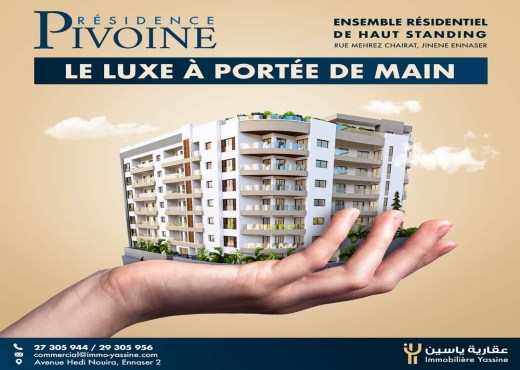 RÉSIDENCE
PIVOINE
ENSEMBLE RÉSIDENTIEL
DE HAUT STANDING
RUE MEHREZ CHAIRAT, JINENE ENNASER
LE LUXE À PORTÉE DE MAIN
27 305 944 / 29 305 956
commercial@immo-yassine.com
Avenue Hedi Nouira, Ennaser 2
عقارية ياسين
Immobilière Yassine